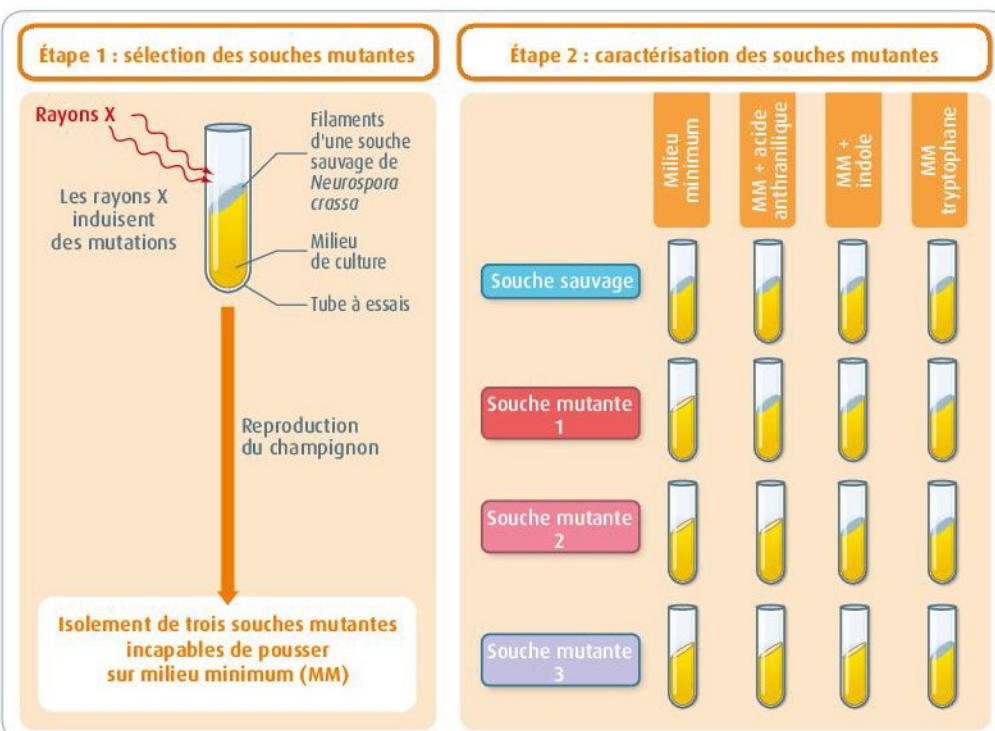 Étape 1 : sélection des souches mutantes
Rayons X
Les rayons X
induisent
des mutations
Filaments
d'une souche
sauvage de
Neurospora
crassa
Milieu
de culture
Tube à essais
Reproduction
du champignon
Isolement de trois souches mutantes
incapables de pousser
sur milieu minimum (MM)
Étape 2 : caractérisation des souches mutantes
Milieu
minimum
MM + acide
anthranilique
MM +
indole
MM
tryptophane
Souche sauvage
Souche mutante
1
Souche mutante
2
Souche mutante
3